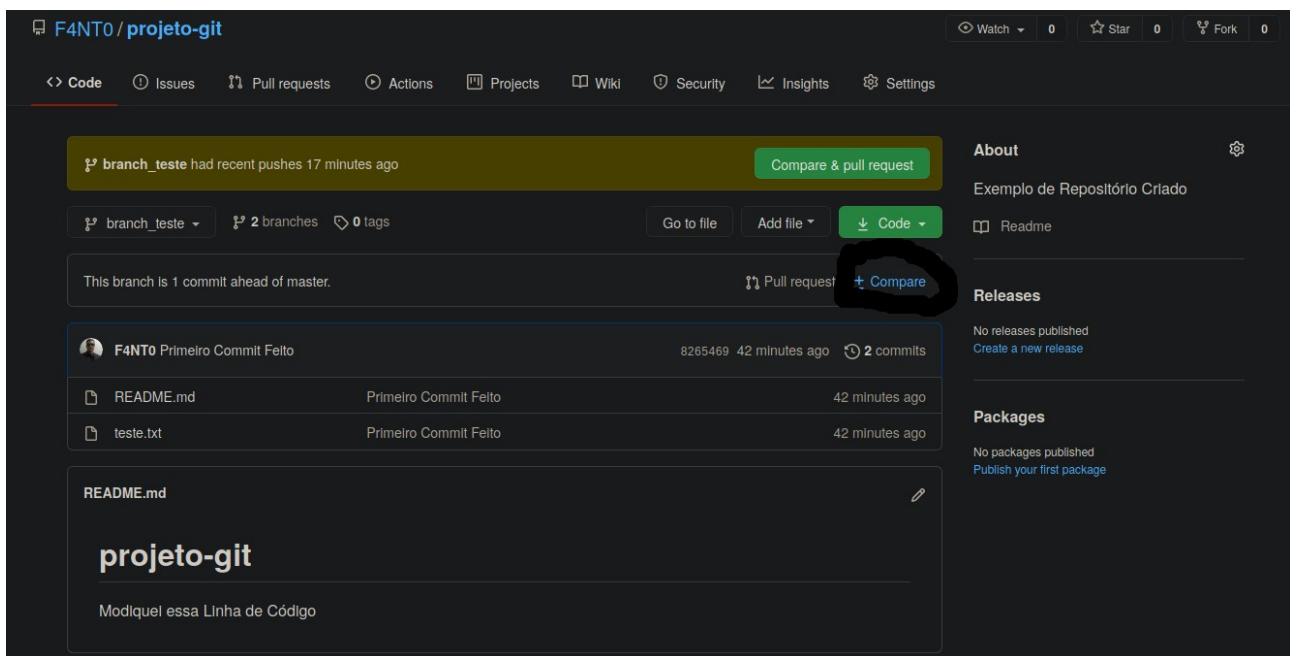 F4NT0 / projeto-git Watch 0 Star 0 Fork 0
<> Code Issues Pull requests Actions Projects Wiki Security Insights Settings
branch_teste had recent pushes 17 minutes ago Compare & pull request
branch_teste 2 branches 0 tags Go to file Add file Code
This branch is 1 commit ahead of master. Pull request Compare
F4NT0 Primeiro Commit Feito 8265469 42 minutes ago 2 commits
README.md Primeiro Commit Feito 42 minutes ago
teste.txt Primeiro Commit Feito 42 minutes ago
README.md
projeto-git
Modiquei essa Linha de Código
About
Exemplo de Repositório Criado
Readme
Releases
No releases published
Create a new release
Packages
No packages published
Publish your first package